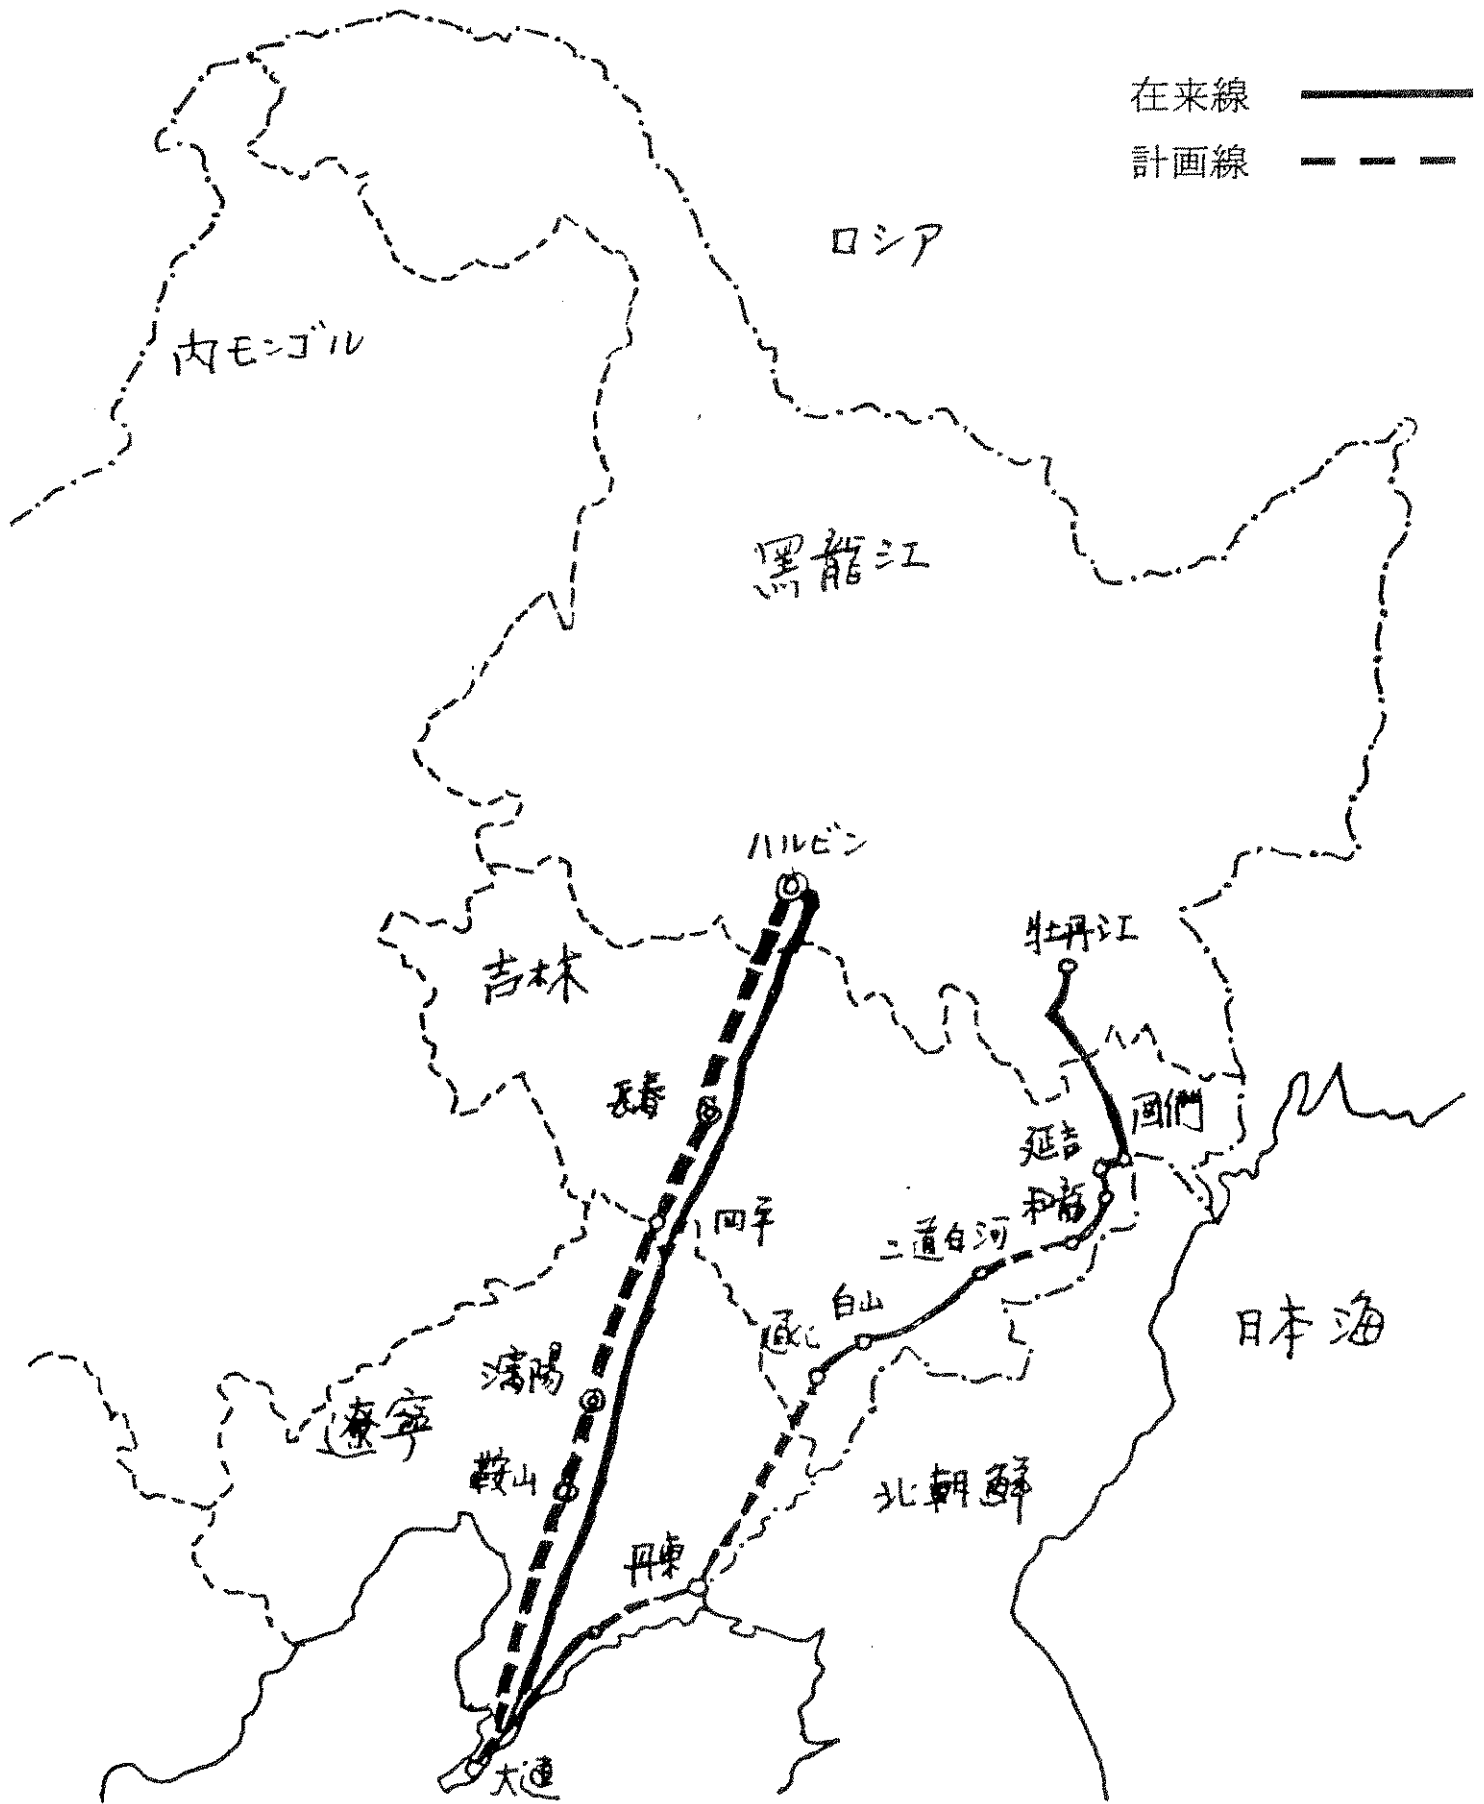 在来線
計画線
ロシア
内モンゴル
黑龍江
ハルビン
牡丹江
吉林
長春
図們
延吉
和龍
四平
二道白河
白山
通化
日本海
瀋陽
遼寧
鞍山
北朝鮮
丹東
大連